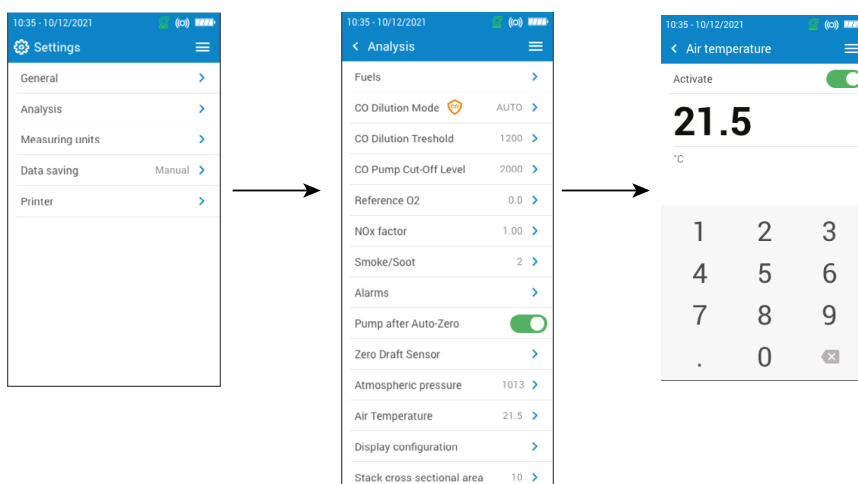 10:35 - 10/12/2021
Settings
General
Analysis
Measuring units
Data saving Manual
Printer
10:35 - 10/12/2021
Analysis
Fuels
CO Dilution Mode AUTO
CO Dilution Treshold 1200
CO Pump Cut-Off Level 2000
Reference O2 0.0
NOx factor 1.00
Smoke/Soot 2
Alarms
Pump after Auto-Zero
Zero Draft Sensor
Atmospheric pressure 1013
Air Temperature 21.5
Display configuration
Stack cross-sectional area 10
10:35 - 10/12/2021
Air temperature
Activate
21.5
°C
1 2 3
4 5 6
7 8 9
. 0